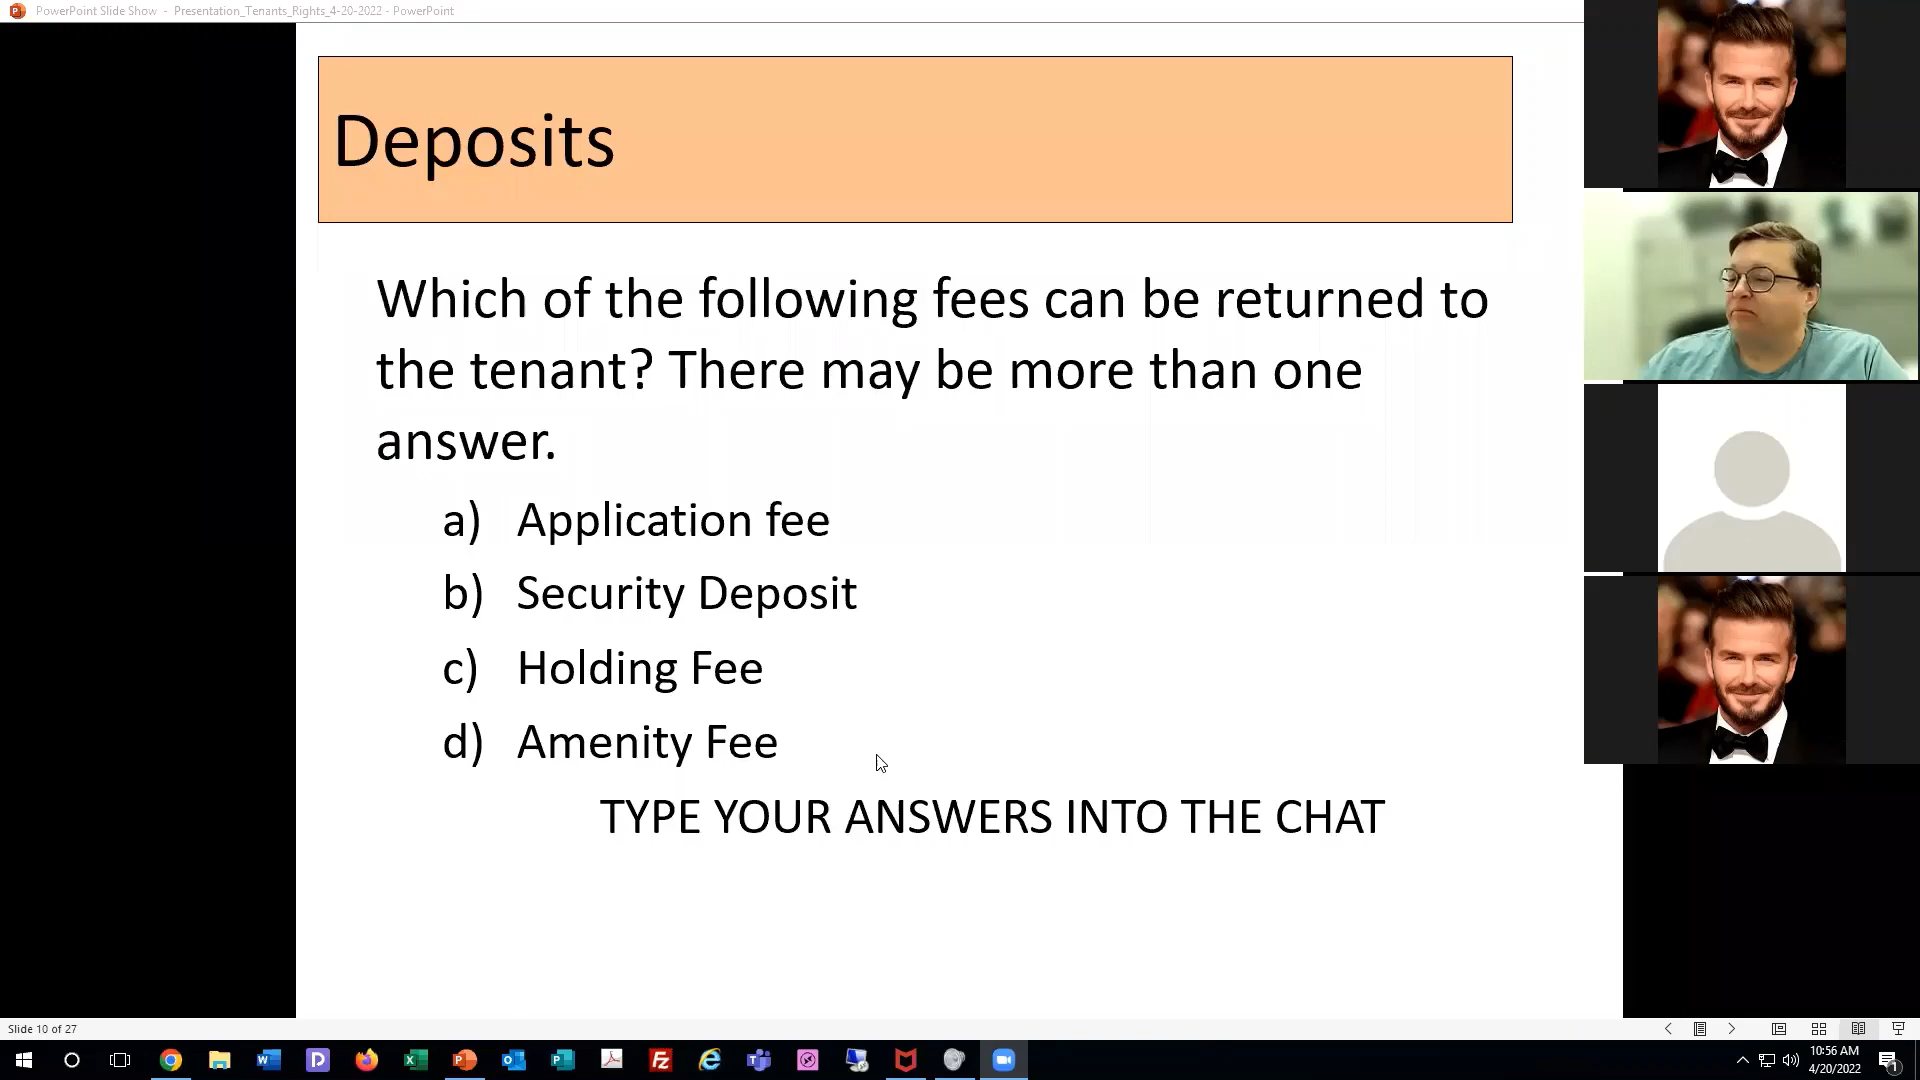 PowerPoint Slide Show - Presentation_Tenants_Rights_4-20-2022 - PowerPoint
Deposits
Which of the following fees can be returned to
the tenant? There may be more than one
answer.
a) Application fee
b) Security Deposit
c) Holding Fee
d) Amenity Fee
TYPE YOUR ANSWERS INTO THE CHAT
Slide 10 of 27
10:56 AM
4/20/2022